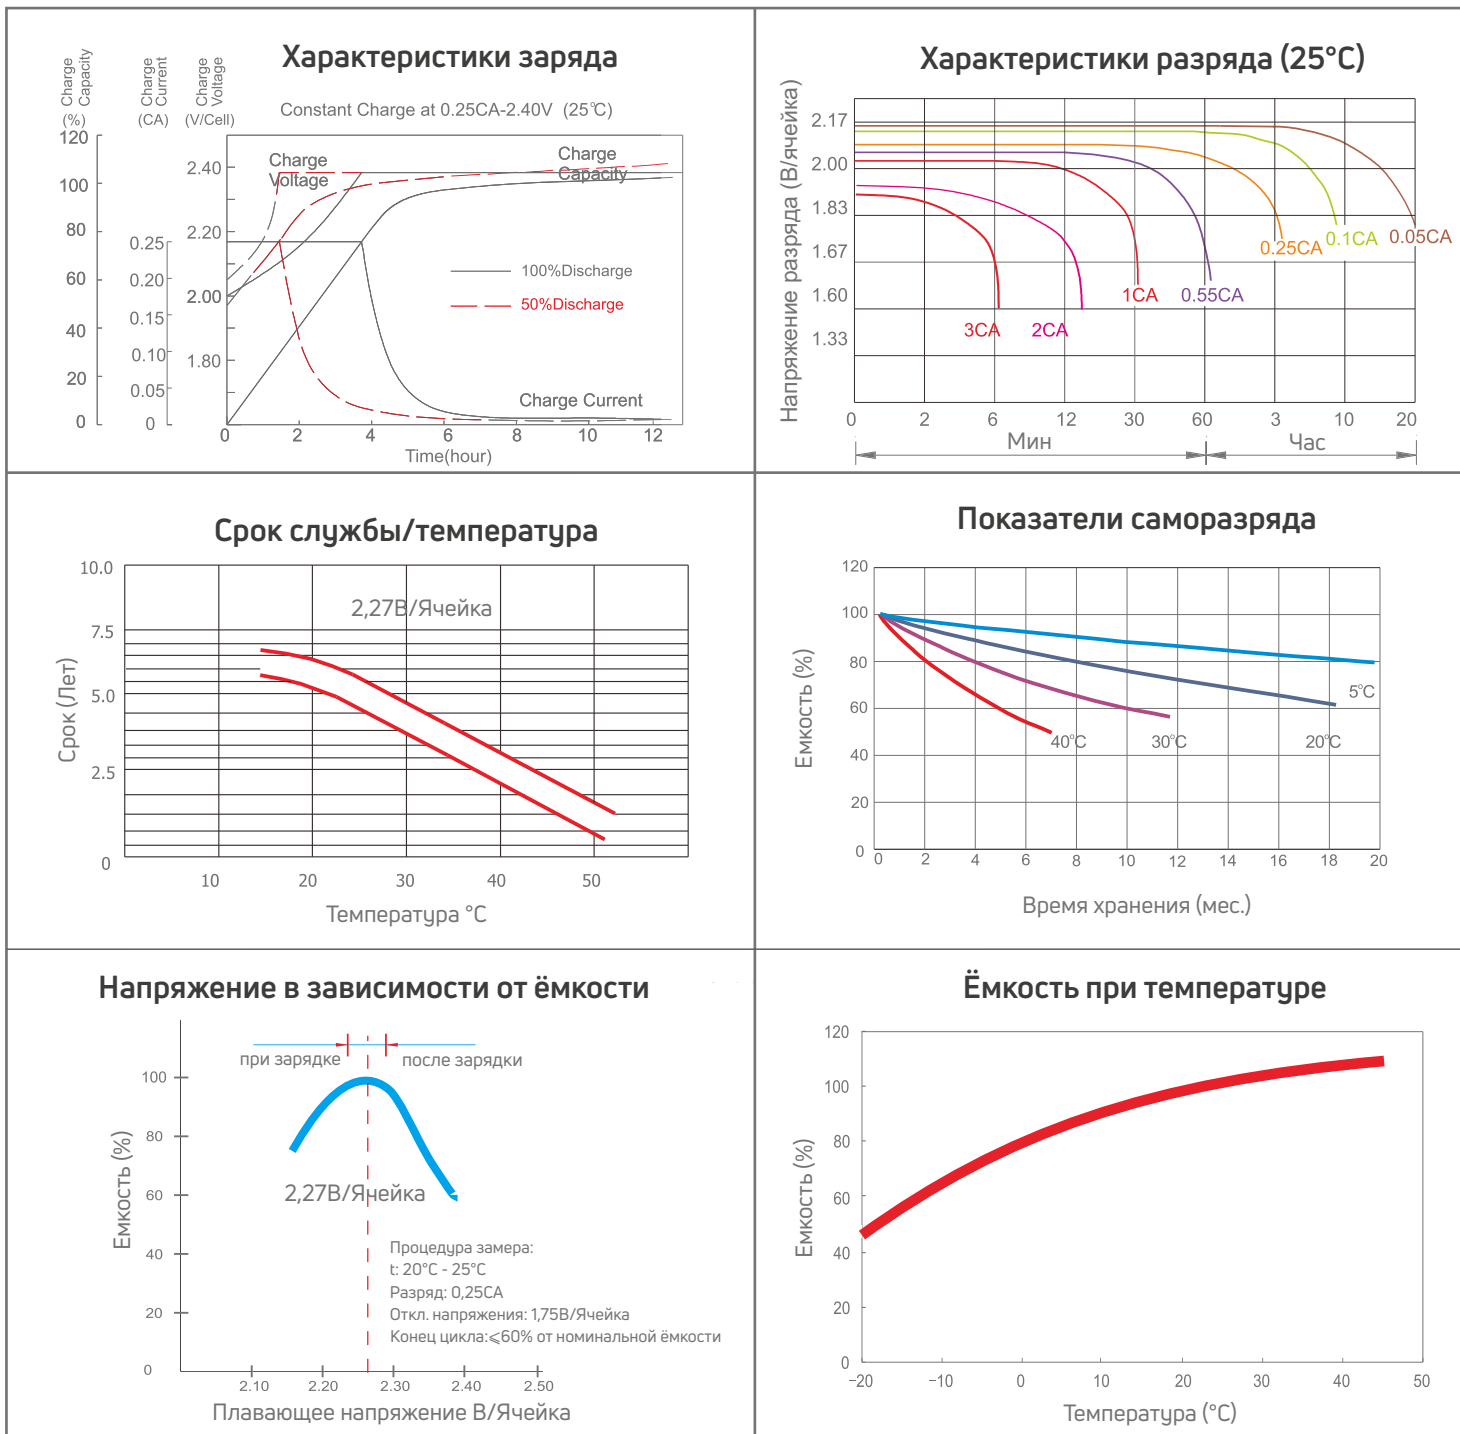 Характеристики заряда
Charge
Capacity
(%)
Charge
Current
(CA)
Charge
Voltage
(V/Cell)
Constant Charge at 0.25CA-2.40V (25℃)
120
100
80
60
40
20
0
0.25
0.20
0.15
0.10
0.05
0
2.40
2.20
2.00
1.80
Charge
Voltage
Charge
Capacity
100%Discharge
50%Discharge
Charge Current
0 2 4 6 8 10 12
Time(hour)
Характеристики разряда (25°C)
Напряжение разряда (В/ячейка)
2.17
2.00
1.83
1.67
1.60
1.33
3CA
2CA
1CA
0.55CA
0.25CA
0.1CA
0.05CA
0 2 6 12 30 60 3 10 20
Мин
Час
Срок службы/температура
Срок (Лет)
10.0
7.5
5.0
2.5
0
2,27В/Ячейка
10 20 30 40 50
Температура °C
Показатели саморазряда
Емкость (%)
120
100
80
60
40
20
0
5°C
40°C
30°C
20°C
0 2 4 6 8 10 12 14 16 18 20
Время хранения (мес.)
Напряжение в зависимости от ёмкости
при зарядке
после зарядки
Емкость (%)
100
80
60
40
20
0
2,27В/Ячейка
Процедура замера:
t: 20°C - 25°C
Разряд: 0,25CA
Откл. напряжения: 1,75В/Ячейка
Конец цикла:⩽60% от номинальной ёмкости
2.10 2.20 2.30 2.40 2.50
Плавающее напряжение В/Ячейка
Ёмкость при температуре
Емкость (%)
120
100
80
60
40
20
0
−20 −10 0 10 20 30 40 50
Температура (°C)